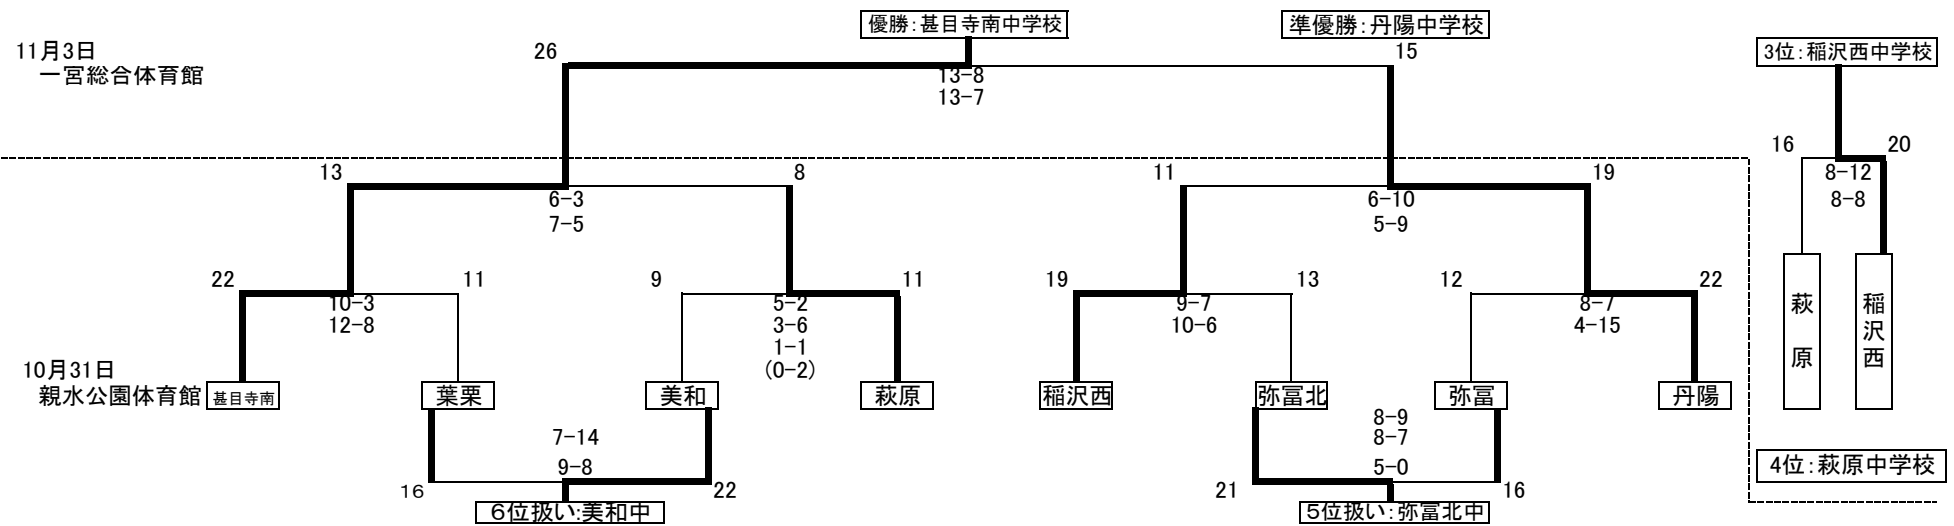 優勝：甚目寺南中学校
準優勝：丹陽中学校
11月3日
一宮総合体育館
26
15
3位：稲沢西中学校
13−8
13−7
16
20
8−12
8−8
13
8
11
19
6−3
7−5
6−10
5−9
22
11
9
11
19
13
12
22
10−3
12−8
5−2
3−6
1−1
（0−2）
9−7
10−6
8−7
4−15
萩原
稲沢西
10月31日
親水公園体育館
甚目寺南
葉栗
美和
萩原
稲沢西
弥冨北
弥冨
丹陽
7−14
9−8
8−9
8−7
5−0
16
22
21
16
4位：萩原中学校
６位扱い：美和中
５位扱い：弥冨北中